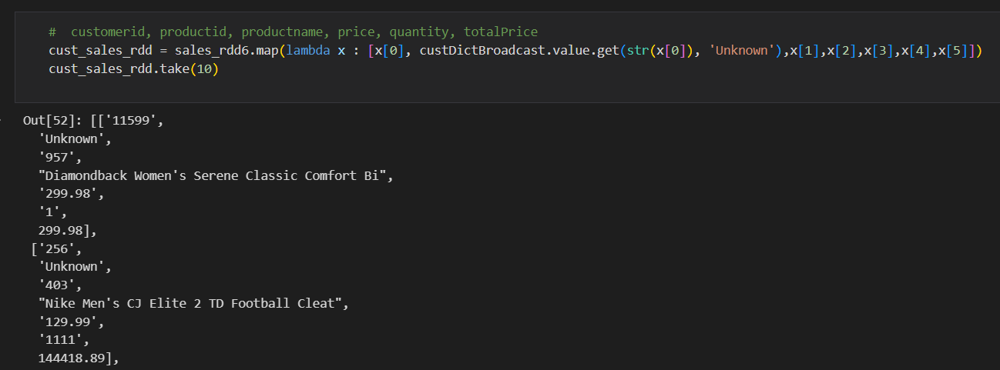 #  customerid, productid, productname, price, quantity, totalPrice
cust_sales_rdd = sales_rdd6.map(lambda x : [x[0], custDictBroadcast.value.get(str(x[0]), 'Unknown'),x[1],x[2],x[3],x[4],x[5]])
cust_sales_rdd.take(10)
Out[52]: [['11599',
'Unknown',
'957',
"Diamondback Women's Serene Classic Comfort Bi",
'299.98',
'1',
299.98],
['256',
'Unknown',
'403',
"Nike Men's CJ Elite 2 TD Football Cleat",
'129.99',
'1111',
144418.89],